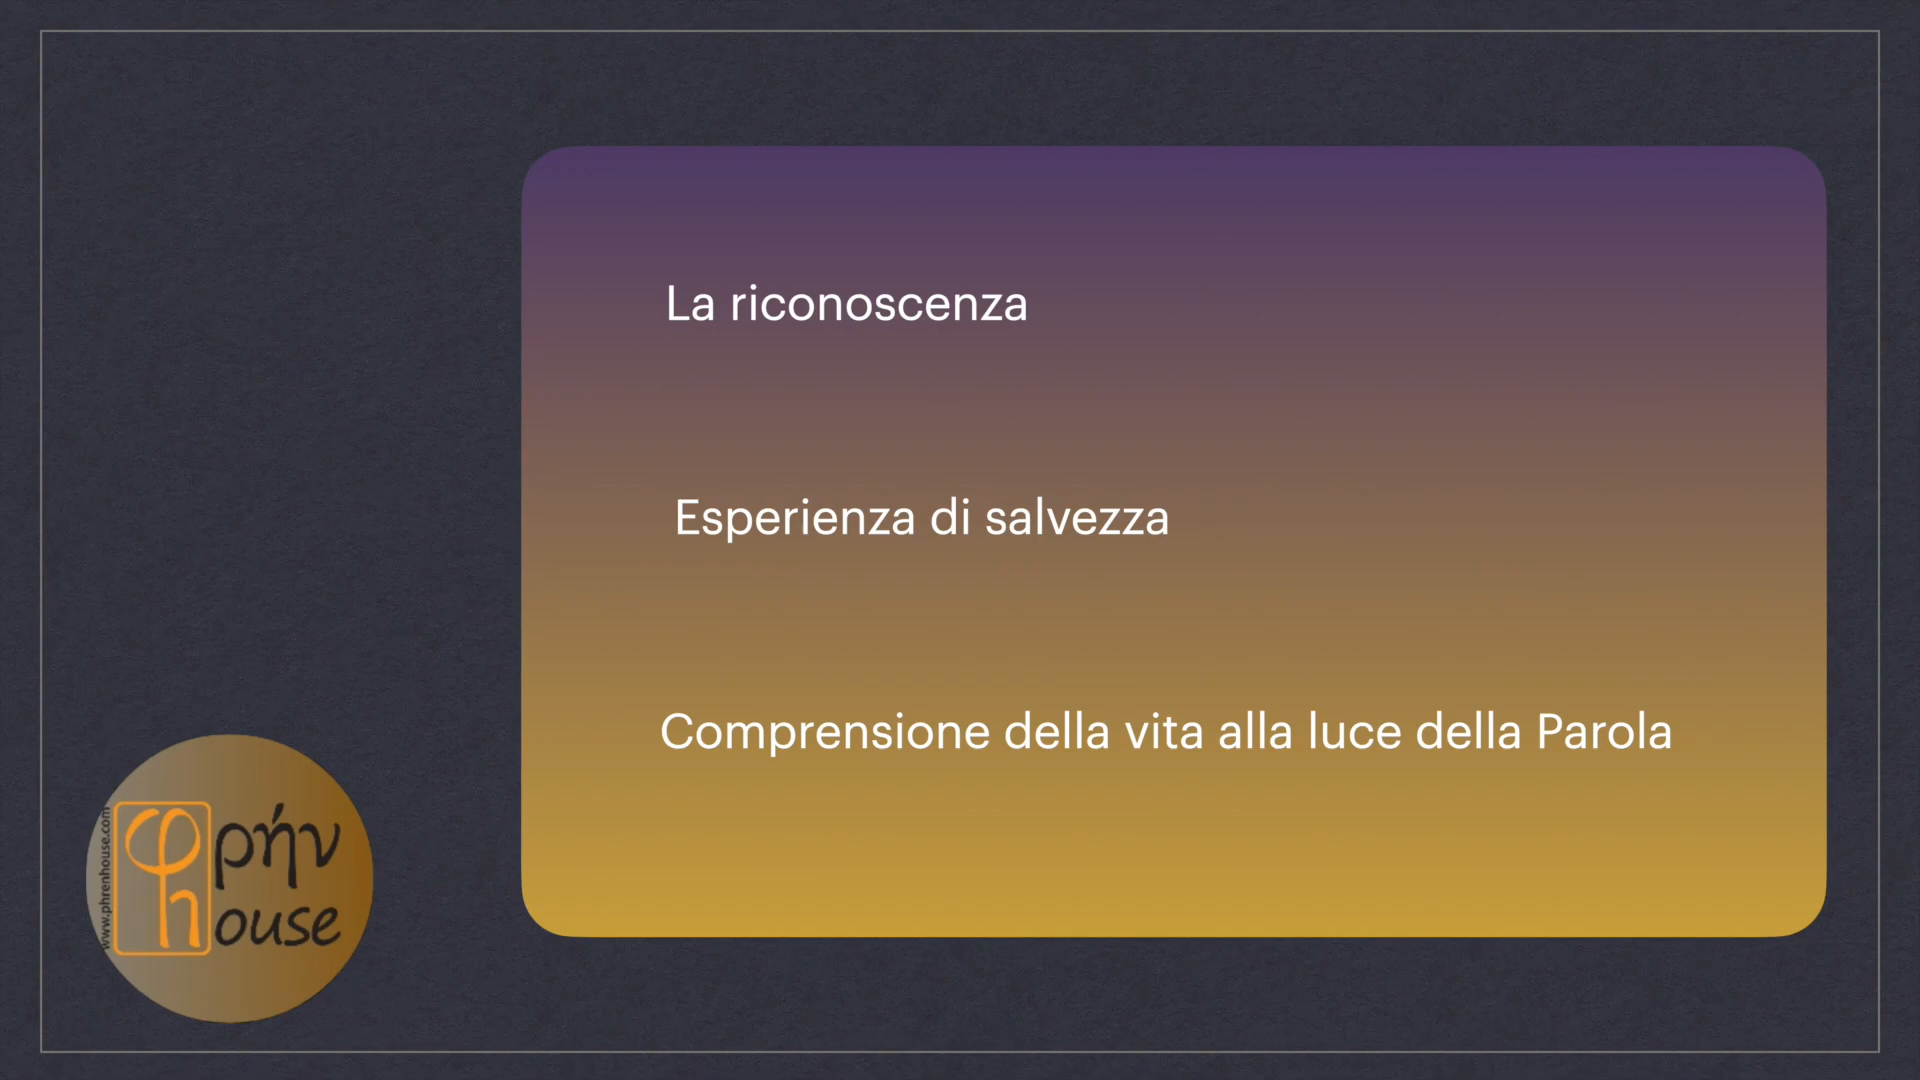 La riconoscenza
Esperienza di salvezza
Comprensione della vita alla luce della Parola
www.phrenhouse.com
φρήν
house